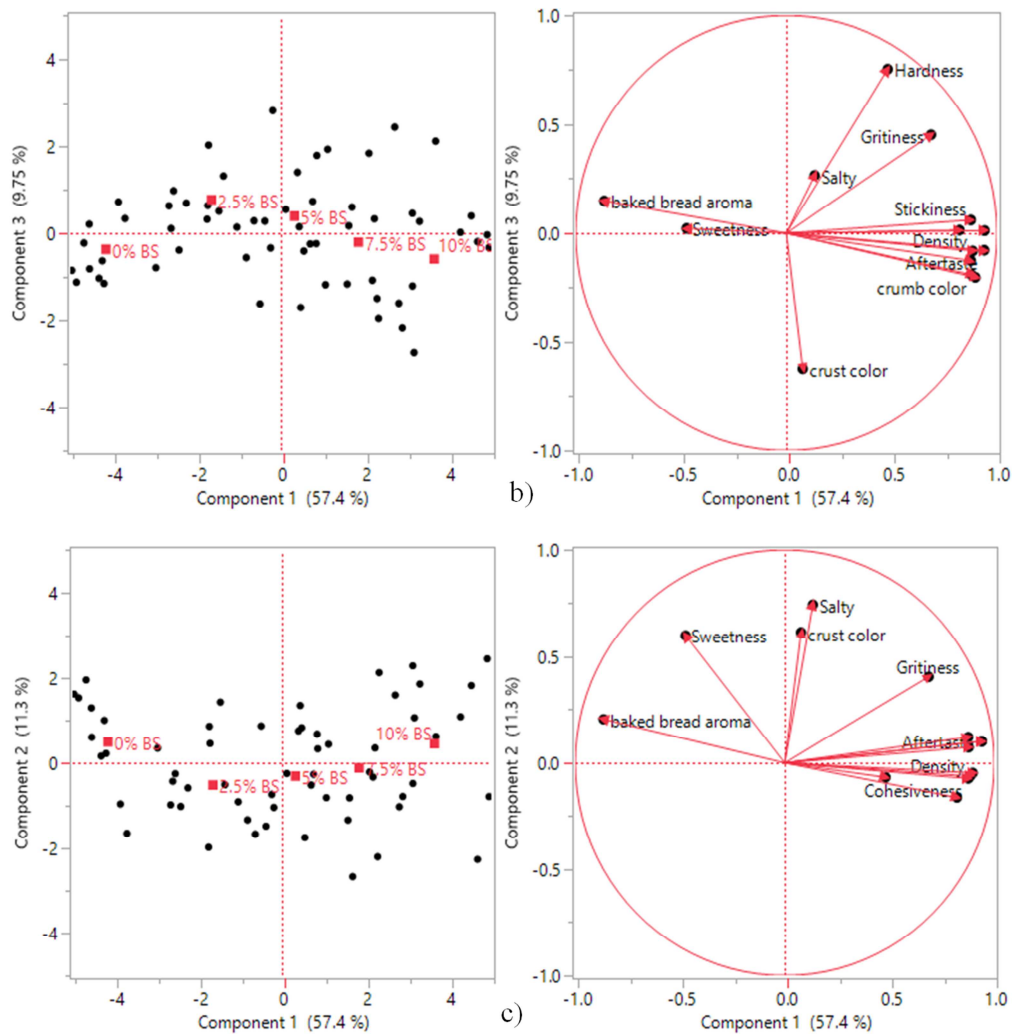 4
2
0
-2
-4
Component 3 (9.75 %)
2.5% BS
5% BS
0% BS
7.5% BS
10% BS
-4 -2 0 2 4
Component 1 (57.4 %)
1.0
0.5
0.0
-0.5
-1.0
Component 3 (9.75 %)
Hardness
Gritiness
Salty
baked bread aroma
Stickiness
Sweetness
Density
Aftertas
crumb color
crust color
-1.0 -0.5 0.0 0.5 1.0
Component 1 (57.4 %)
b)
4
2
0
-2
-4
Component 2 (11.3 %)
10% BS
0% BS
7.5% BS
5% BS
2.5% BS
-4 -2 0 2 4
Component 1 (57.4 %)
1.0
0.5
0.0
-0.5
-1.0
Component 2 (11.3 %)
Salty
Sweetness
crust color
Gritiness
baked bread aroma
Aftertast
Density
Cohesiveness
-1.0 -0.5 0.0 0.5 1.0
Component 1 (57.4 %)
c)